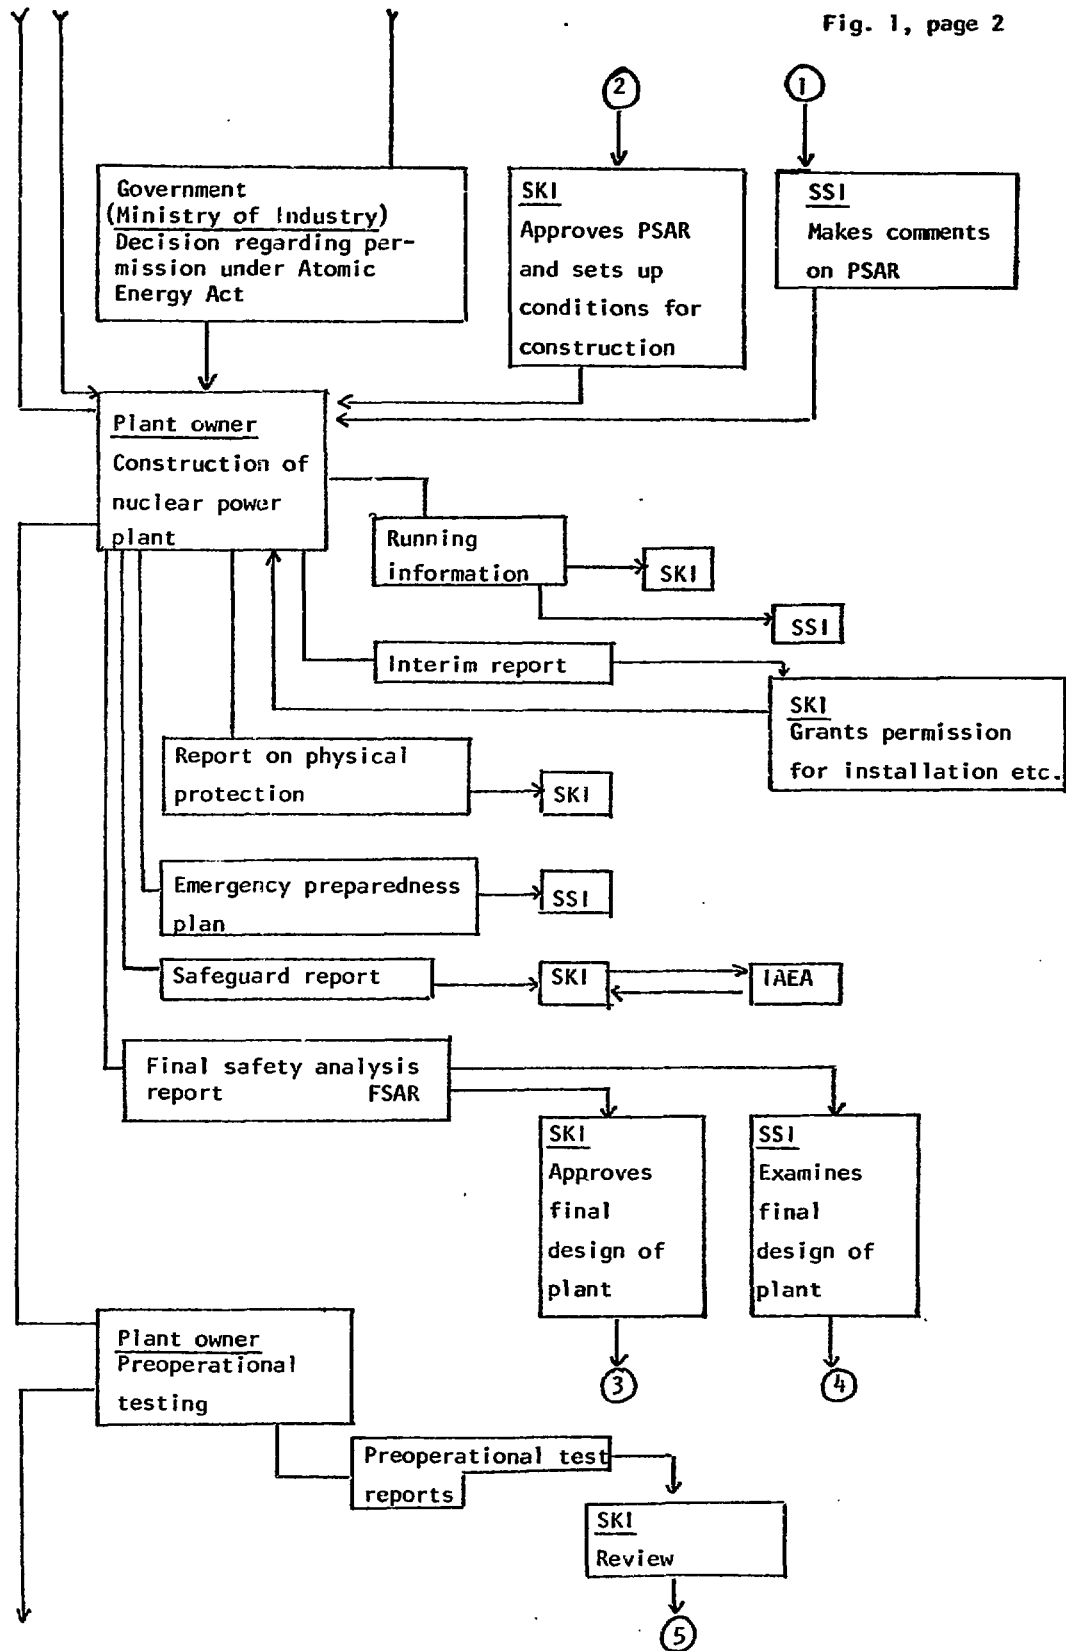 Fig. 1, page 2
2
1
Government
(Ministry of Industry)
Decision regarding per-
mission under Atomic
Energy Act
SKI
Approves PSAR
and sets up
conditions for
construction
SSI
Makes comments
on PSAR
Plant owner
Construction of
nuclear power
plant
Running
information
SKI
SSI
Interim report
SKI
Grants permission
for installation etc.
Report on physical
protection
SKI
Emergency preparedness
plan
SSI
Safeguard report
SKI
IAEA
Final safety analysis
report FSAR
SKI
Approves
final
design of
plant
SSI
Examines
final
design of
plant
3
4
Plant owner
Preoperational
testing
Preoperational test
reports
SKI
Review
5